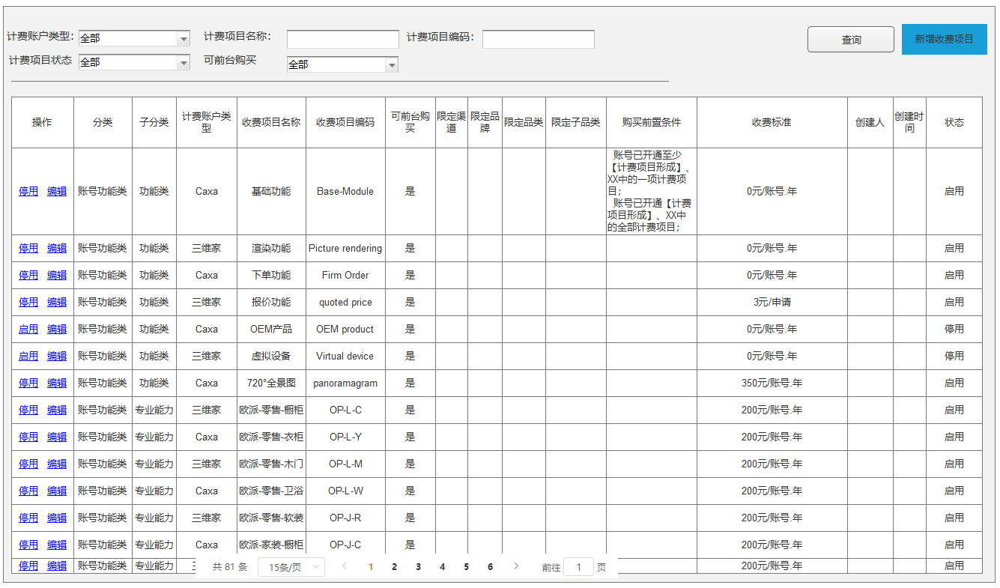 计费账户类型： 全部 计费项目名称： 计费项目编码： 查询 新增收费项目
计费项目状态 全部 可前台购买 全部
操作 分类 子分类 计费账户类型 收费项目名称 收费项目编码 可前台购买 限定渠道 限定品牌 限定品类 限定子品类 购买前置条件 收费标准 创建人 创建时间 状态
停用 编辑 账号功能类 功能类 Caxa 基础功能 Base-Module 是 账号已开通至少【计费项目形成】、XX中的一项计费项目； 账号已开通【计费项目形成】、XX中的全部计费项目； 0元/账号.年 启用
停用 编辑 账号功能类 功能类 三维家 渲染功能 Picture rendering 是 0元/账号.年 启用
停用 编辑 账号功能类 功能类 Caxa 下单功能 Firm Order 是 0元/账号.年 启用
停用 编辑 账号功能类 功能类 三维家 报价功能 quoted price 是 3元/申请 启用
启用 编辑 账号功能类 功能类 Caxa OEM产品 OEM product 是 0元/账号.年 停用
启用 编辑 账号功能类 功能类 三维家 虚拟设备 Virtual device 是 0元/账号.年 停用
停用 编辑 账号功能类 功能类 Caxa 720°全景图 panoramagram 是 350元/账号.年 启用
停用 编辑 账号功能类 专业能力 三维家 欧派-零售-橱柜 OP-L-C 是 200元/账号.年 启用
停用 编辑 账号功能类 专业能力 Caxa 欧派-零售-衣柜 OP-L-Y 是 200元/账号.年 启用
停用 编辑 账号功能类 专业能力 三维家 欧派-零售-木门 OP-L-M 是 200元/账号.年 启用
停用 编辑 账号功能类 专业能力 Caxa 欧派-零售-卫浴 OP-L-W 是 200元/账号.年 启用
停用 编辑 账号功能类 专业能力 三维家 欧派-零售-软装 OP-J-R 是 200元/账号.年 启用
停用 编辑 账号功能类 专业能力 Caxa 欧派-家装-橱柜 OP-J-C 是 200元/账号.年 启用
停用 编辑 账号功能类 专业能力 200元/账号.年 启用
共 81 条 15条/页 1 2 3 4 5 6 前往 1 页